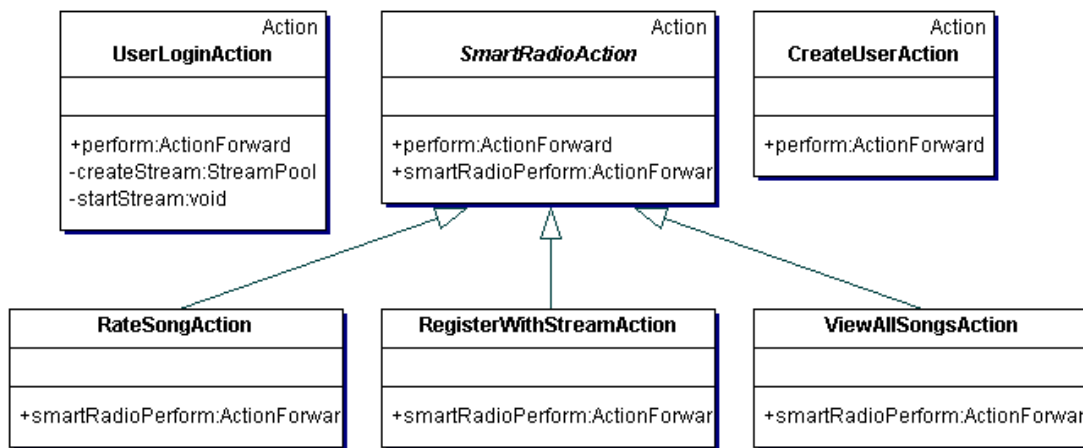 Action
UserLoginAction
+perform:ActionForward
-createStream:StreamPool
-startStream:void
Action
SmartRadioAction
+perform:ActionForward
+smartRadioPerform:ActionForwar
Action
CreateUserAction
+perform:ActionForward
RateSongAction
+smartRadioPerform:ActionForwar
RegisterWithStreamAction
+smartRadioPerform:ActionForwar
ViewAllSongsAction
+smartRadioPerform:ActionForwar